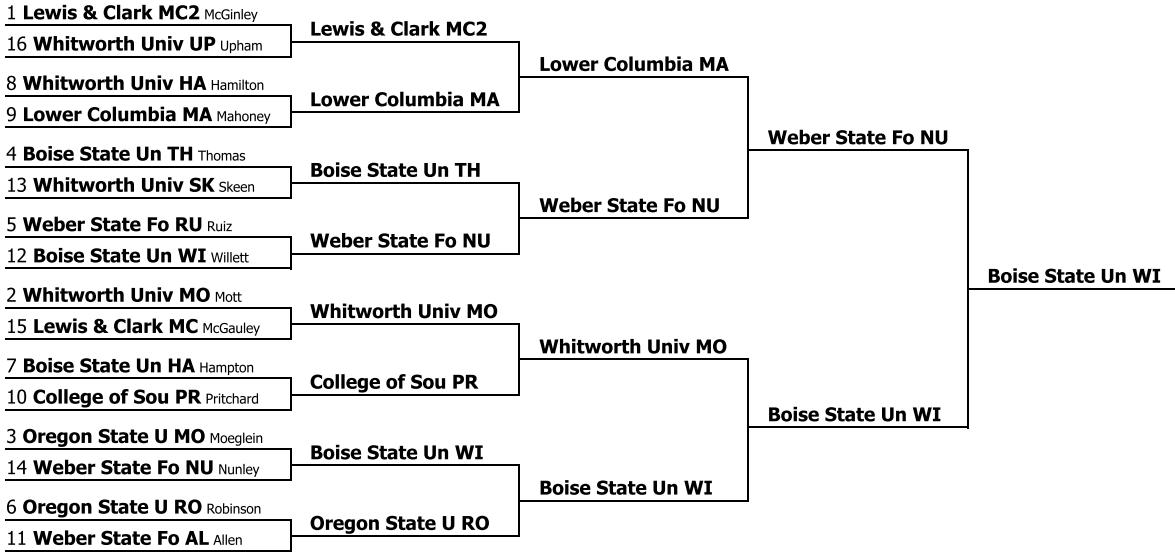 1 Lewis & Clark MC2 McGinley
16 Whitworth Univ UP Upham
8 Whitworth Univ HA Hamilton
9 Lower Columbia MA Mahoney
4 Boise State Un TH Thomas
13 Whitworth Univ SK Skeen
5 Weber State Fo RU Ruiz
12 Boise State Un WI Willett
2 Whitworth Univ MO Mott
15 Lewis & Clark MC McGauley
7 Boise State Un HA Hampton
10 College of Sou PR Pritchard
3 Oregon State U MO Moeglein
14 Weber State Fo NU Nunley
6 Oregon State U RO Robinson
11 Weber State Fo AL Allen
Lewis & Clark MC2
Lower Columbia MA
Boise State Un TH
Weber State Fo NU
Whitworth Univ MO
College of Sou PR
Boise State Un WI
Oregon State U RO
Lower Columbia MA
Weber State Fo NU
Whitworth Univ MO
Boise State Un WI
Weber State Fo NU
Boise State Un WI
Boise State Un WI